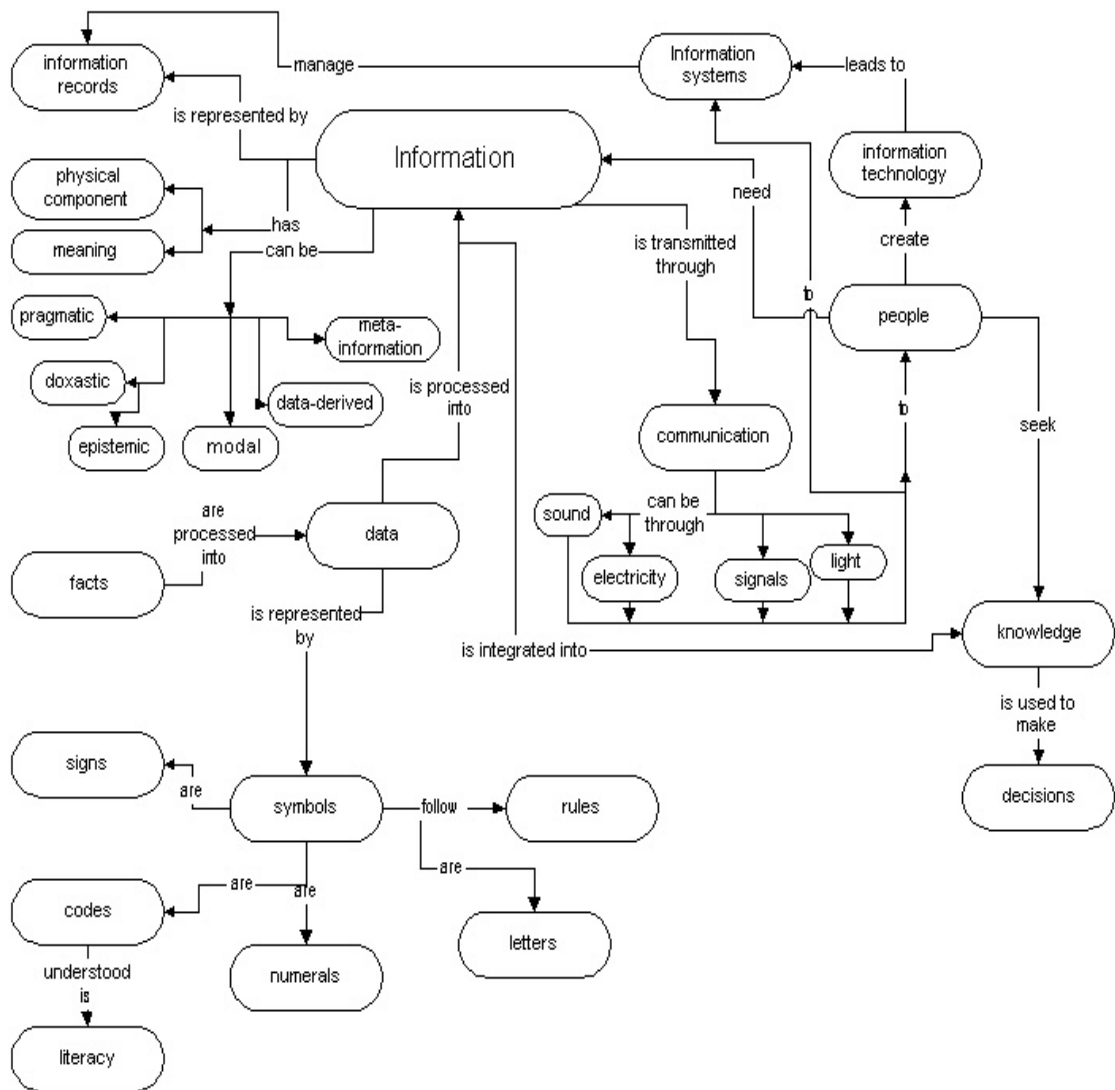 information
records
manage
Information
systems
leads to
is represented by
Information
information
technology
physical
component
need
meaning
has
can be
is transmitted
through
create
to
people
pragmatic
meta-
information
doxastic
data-derived
is processed
into
to
epistemic
modal
communication
seek
are
processed
into
data
sound
can be
through
facts
electricity
signals
light
is represented
by
is integrated into
knowledge
is used to
make
signs
are
symbols
follow
rules
decisions
codes
are
are
are
letters
numerals
understood
is
literacy